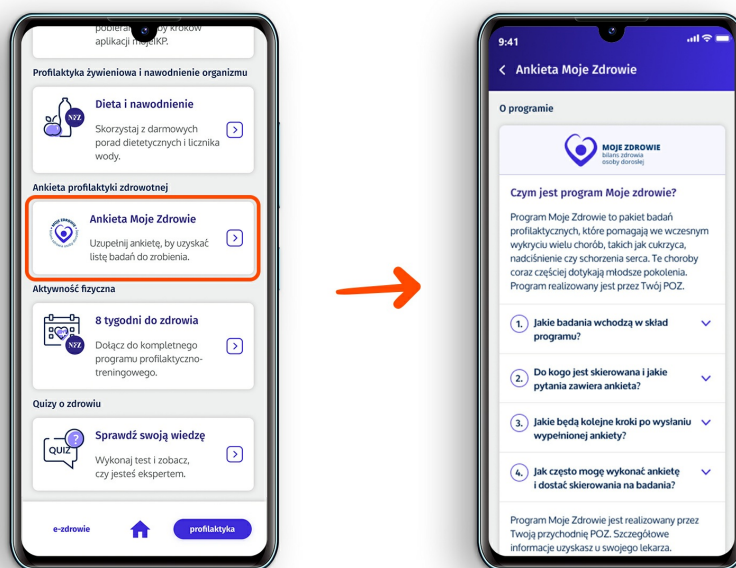 aplikacji mojeIKP.
Profilaktyka żywieniowa i nawodnienie organizmu
Dieta i nawodnienie
NFZ
Skorzystaj z darmowych
porad dietetycznych i licznika
wody.
Ankieta profilaktyki zdrowotnej
Ankieta Moje Zdrowie
Uzupełnij ankietę, by uzyskać
listę badań do zrobienia.
Aktywność fizyczna
8 tygodni do zdrowia
NFZ
Dołącz do kompletnego
programu profilaktyczno-
treningowego.
Quizy o zdrowiu
Sprawdź swoją wiedzę
?
QUIZ
Wykonaj test i zobacz,
czy jesteś ekspertem.
e-zdrowie
profilaktyka
9:41
Ankieta Moje Zdrowie
O programie
MOJE ZDROWIE
bilans zdrowia
osoby dorosłej
Czym jest program Moje zdrowie?
Program Moje Zdrowie to pakiet badań
profilaktycznych, które pomagają we wczesnym
wykryciu wielu chorób, takich jak cukrzyca,
nadciśnienie czy schorzenia serca. Te choroby
coraz częściej dotykają młodsze pokolenia.
Program realizowany jest przez Twój POZ.
1. Jakie badania wchodzą w skład
programu?
2. Do kogo jest skierowana i jakie
pytania zawiera ankieta?
3. Jakie będą kolejne kroki po wysłaniu
wypełnionej ankiety?
4. Jak często mogę wykonać ankietę
i dostać skierowania na badania?
Program Moje Zdrowie jest realizowany przez
Twoją przychodnię POZ. Szczegółowe
informacje uzyskasz u swojego lekarza.